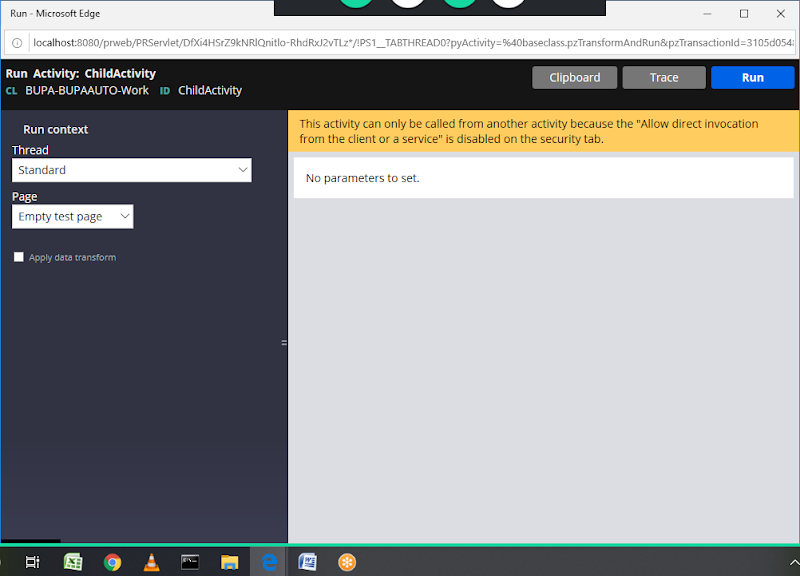 Run - Microsoft Edge
localhost:8080/prweb/PRServlet/DfXi4HSrZ9kNRlQnitlo-RhdRxJ2vTLz*/!PS1__TABTHREAD0?pyActivity=%40baseclass.pzTransformAndRun&pzTransactionId=3105d0548
Run Activity: ChildActivity
CL BUPA-BUPAAUTO-Work ID ChildActivity
Clipboard
Trace
Run
Run context
Thread
Standard
Page
Empty test page
Apply data transform
This activity can only be called from another activity because the "Allow direct invocation
from the client or a service" is disabled on the security tab.
No parameters to set.